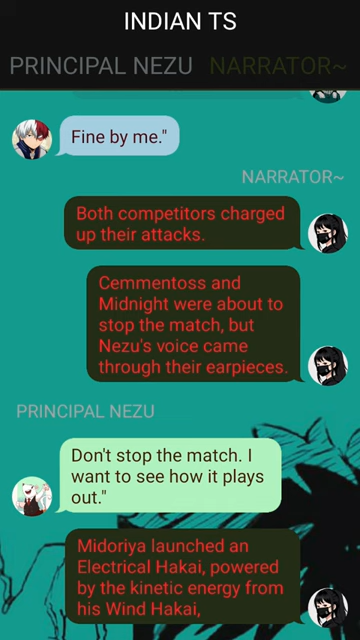 INDIAN TS
PRINCIPAL NEZU NARRATOR~
Fine by me."
NARRATOR~
Both competitors charged
up their attacks.
Cemmentoss and
Midnight were about to
stop the match, but
Nezu's voice came
through their earpieces.
PRINCIPAL NEZU
Don't stop the match. I
want to see how it plays
out."
Midoriya launched an
Electrical Hakai, powered
by the kinetic energy from
his Wind Hakai,